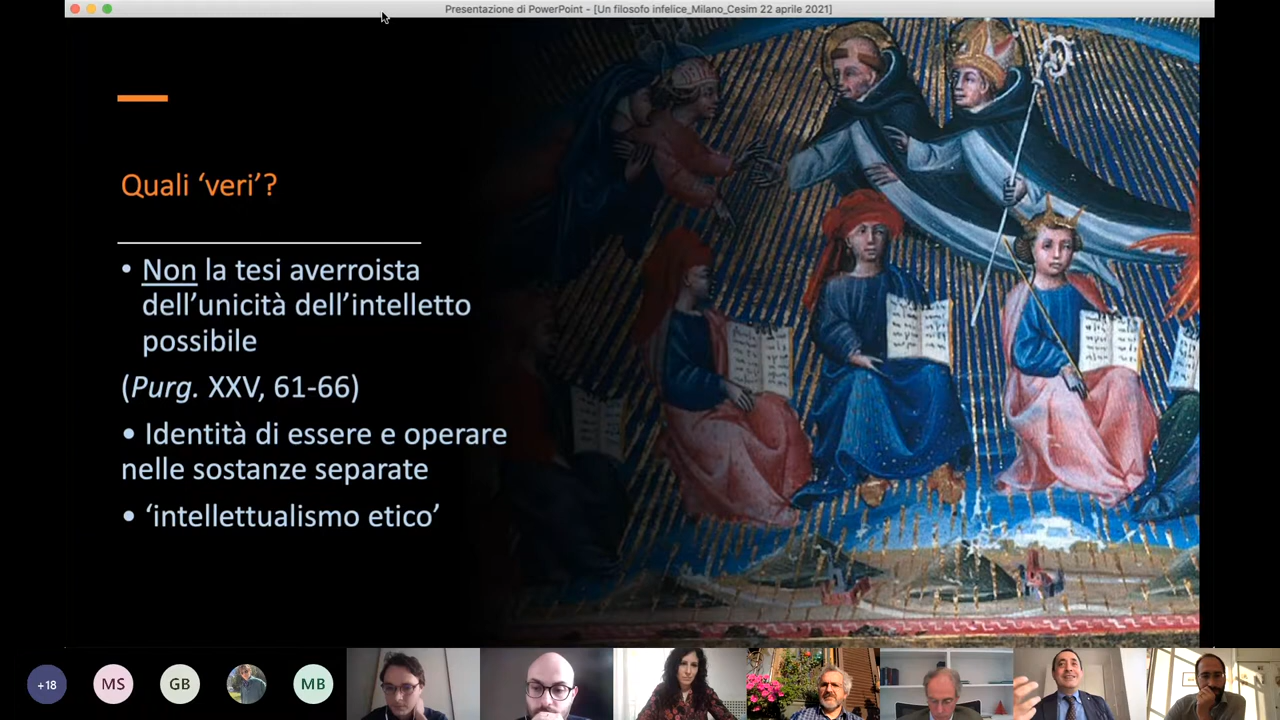 Presentazione di PowerPoint - [Un filosofo infelice_Milano_Cesim 22 aprile 2021]
Quali ‘veri’?
• Non la tesi averroista
dell’unicità dell’intelletto
possibile
(Purg. XXV, 61-66)
• Identità di essere e operare
nelle sostanze separate
• ‘intellettualismo etico’
+18
MS
GB
MB